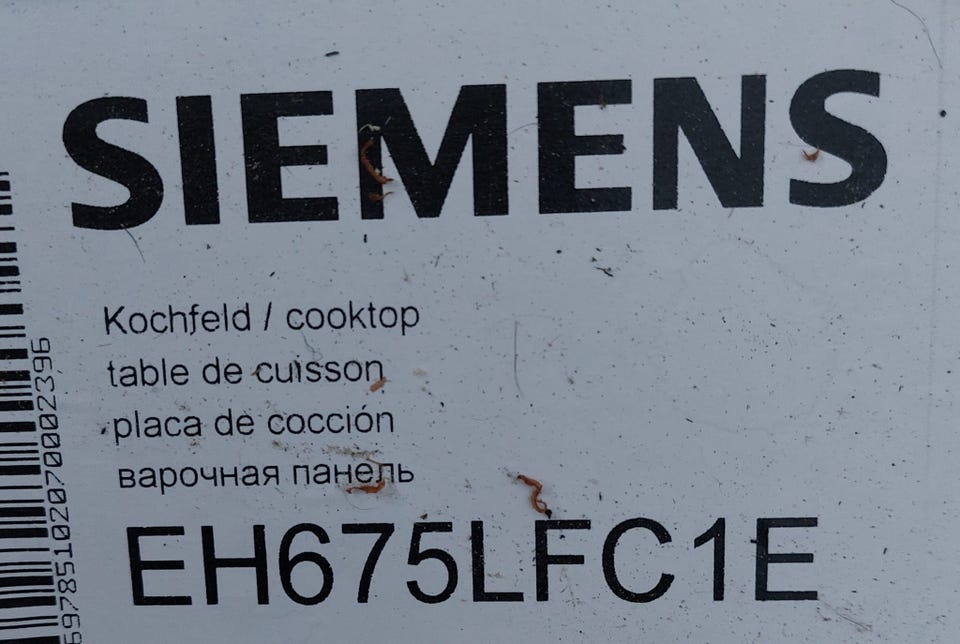 SIEMENS
Kochfeld / cooktop
table de cuisson
placa de cocción
варочная панель
EH675LFC1E